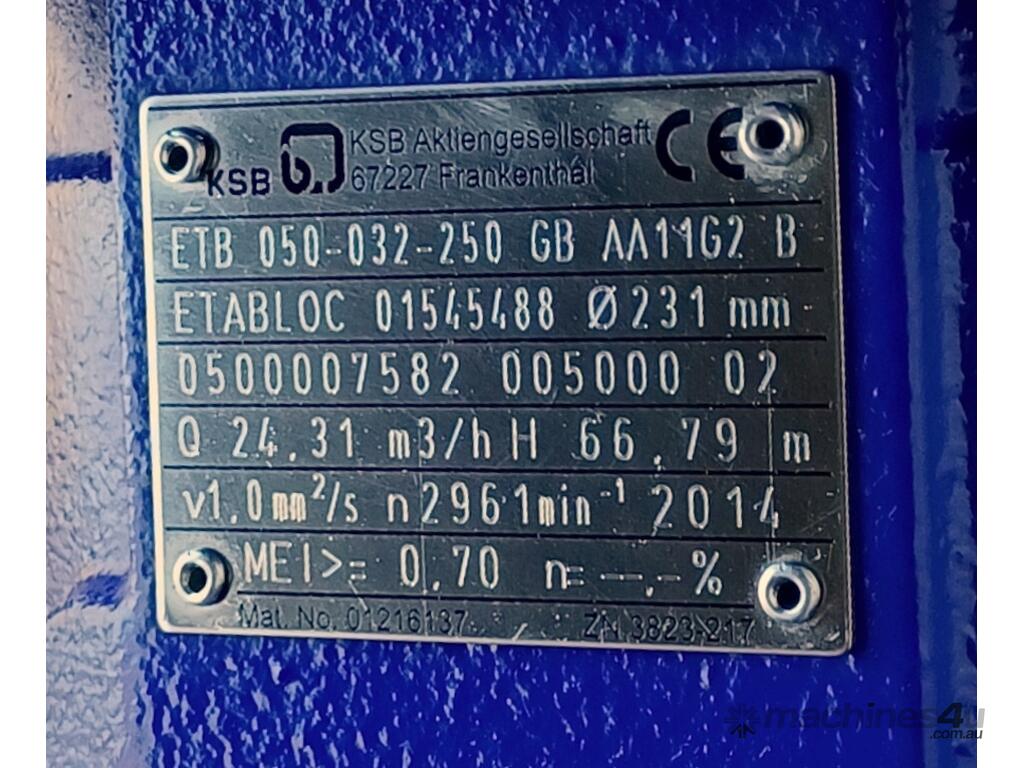 KSB KSB Aktiengesellschaft CE
67227 Frankenthal
ETB 050-032-250 GB AA11G2 B
ETABLOC 01545488 Ø231 mm
0500007582 005000 02
Q 24,31 m3/h H 66,79 m
v1,0mm²/s n2961min⁻¹ 2014
MEI>= 0,70 n=--,-%
Mat. No. 01216137 ZN 3823-217
machines4u
.com.au